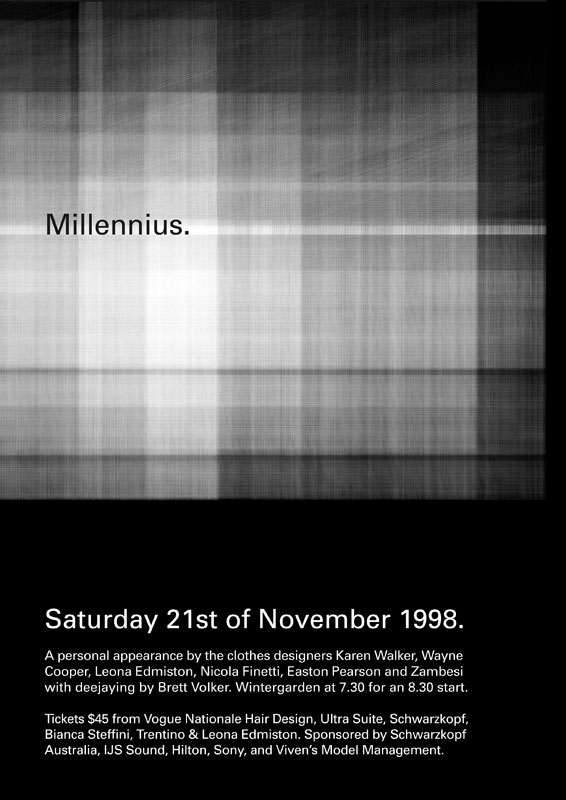 Millennius.
Saturday 21st of November 1998.
A personal appearance by the clothes designers Karen Walker, Wayne
Cooper, Leona Edmiston, Nicola Finetti, Easton Pearson and Zambesi
with deejaying by Brett Volker. Wintergarden at 7.30 for an 8.30 start.
Tickets $45 from Vogue Nationale Hair Design, Ultra Suite, Schwarzkopf,
Bianca Steffini, Trentino & Leona Edmiston. Sponsored by Schwarzkopf
Australia, IJS Sound, Hilton, Sony, and Viven’s Model Management.